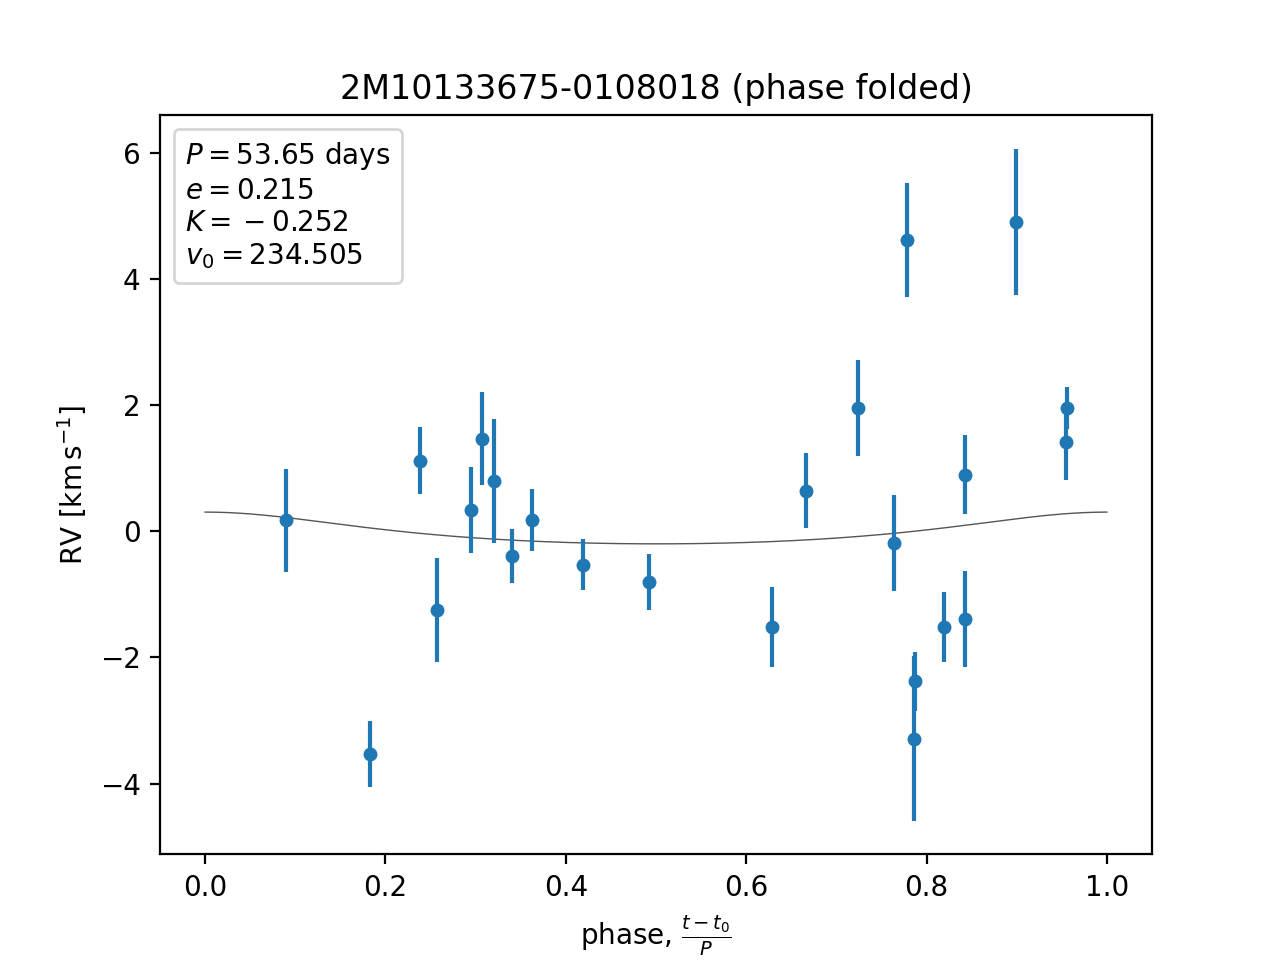 2M10133675-0108018 (phase folded)
P = 53.65 days
e = 0.215
K = −0.252
v₀ = 234.505
6
4
2
0
−2
−4
RV [km s⁻¹]
0.0 0.2 0.4 0.6 0.8 1.0
phase, (t − t₀)/P